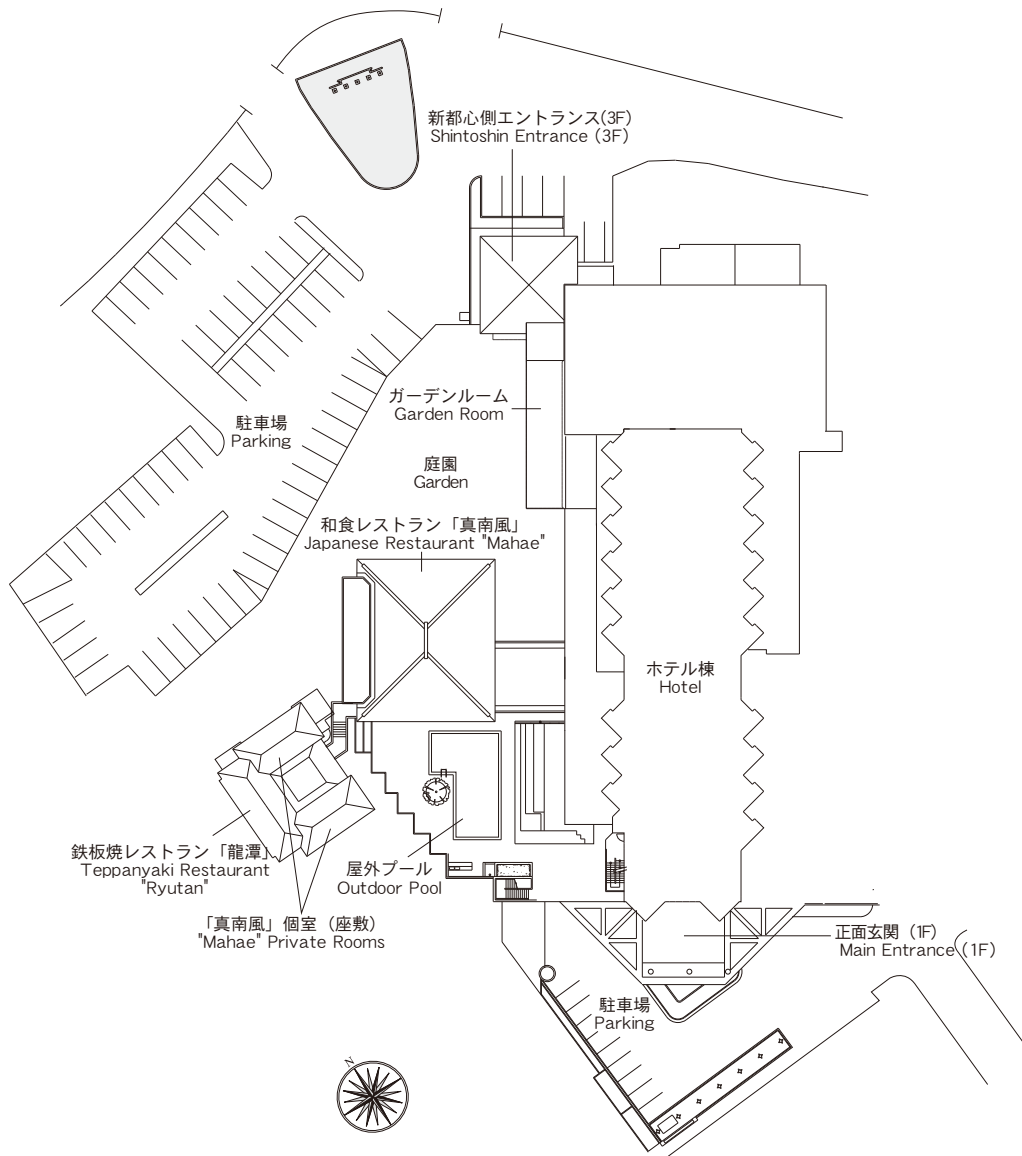 新都心側エントランス(3F)
Shintoshin Entrance (3F)
ガーデンルーム
Garden Room
駐車場
Parking
庭園
Garden
和食レストラン「真南風」
Japanese Restaurant "Mahae"
ホテル棟
Hotel
鉄板焼レストラン「龍潭」
Teppanyaki Restaurant
"Ryutan"
屋外プール
Outdoor Pool
「真南風」個室（座敷）
"Mahae" Private Rooms
正面玄関（1F）
Main Entrance（1F）
駐車場
Parking
N